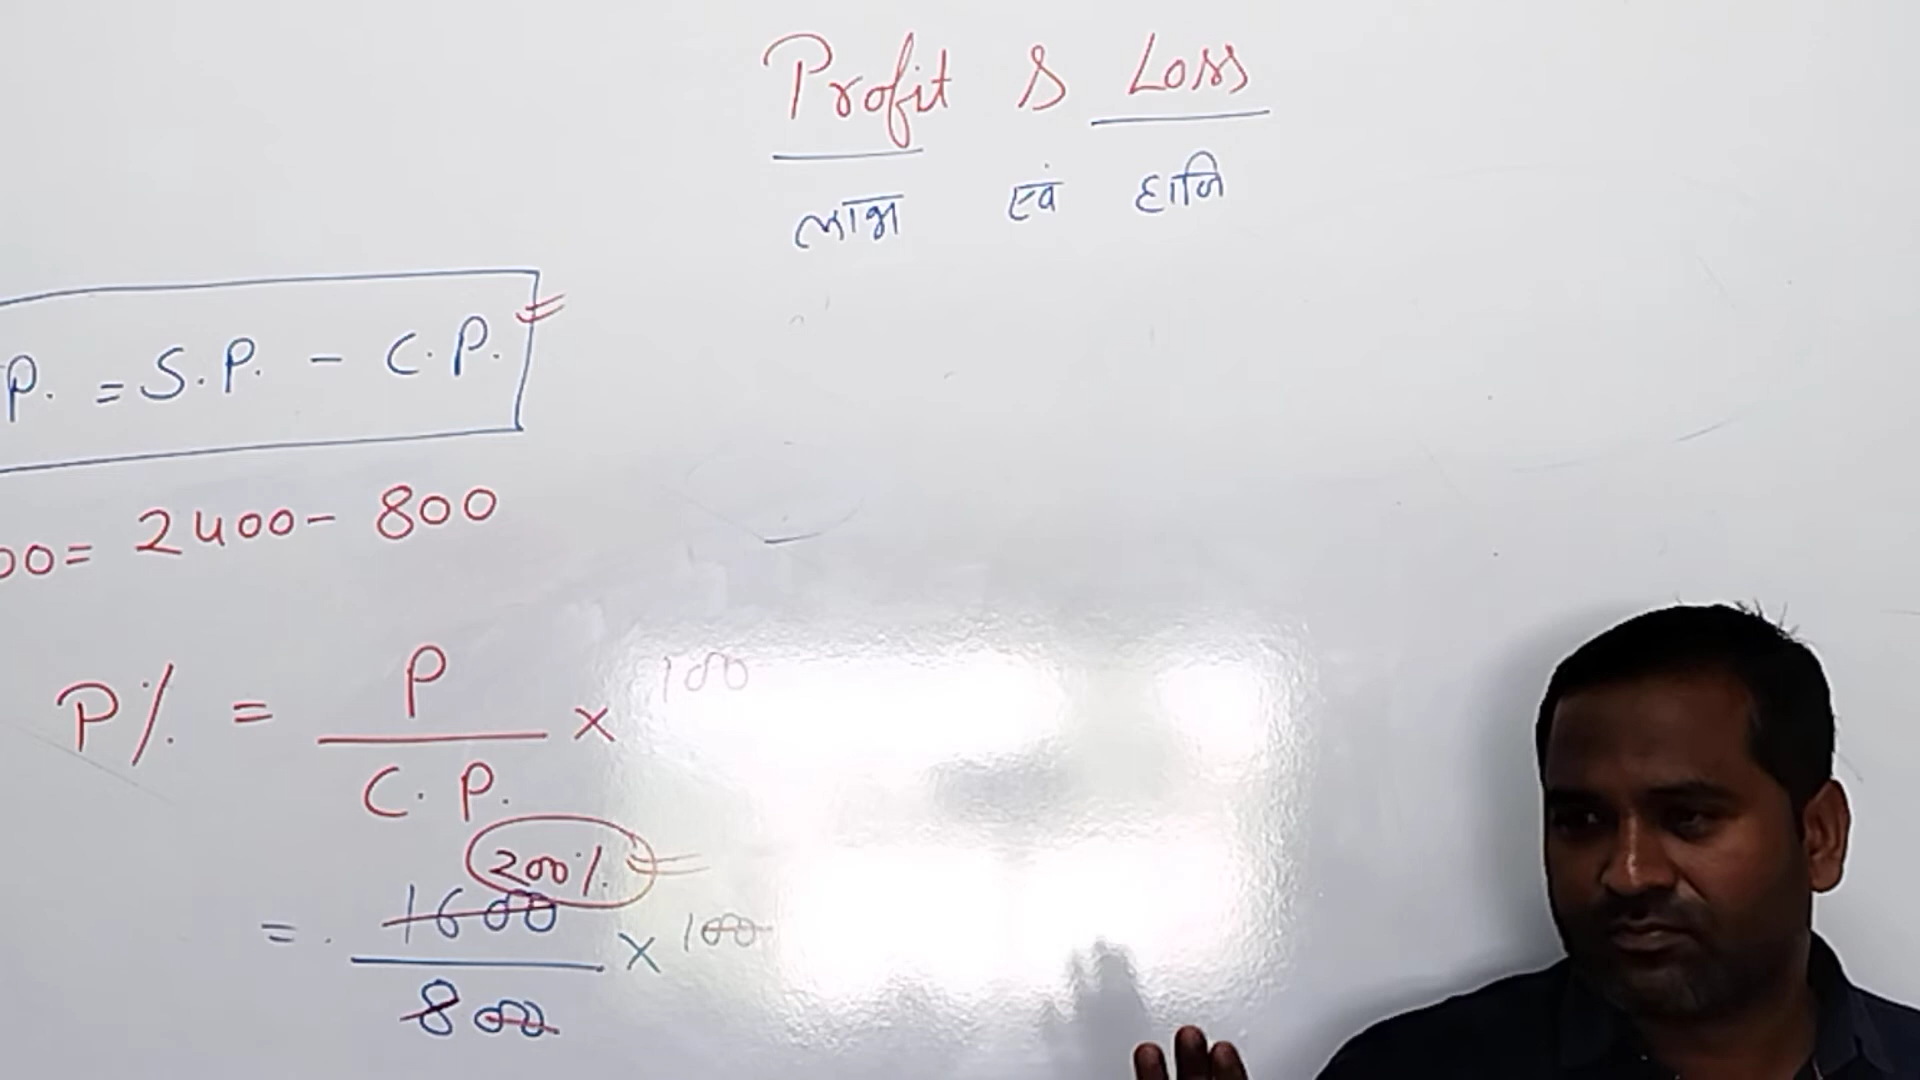 Profit & Loss
लाभ एवं हानि
P. = S.P. - C.P.
00 = 2400 - 800
P% = P / C.P. × 100
200%
= 1600 / 800 × 100